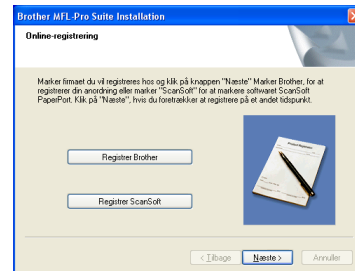 Brother MFL-Pro Suite Installation
Online-registrering
Marker firmaet du vil registreres hos og klik på knappen "Næste" Marker Brother, for at
registrerer din anordning eller marker "ScanSoft" for at markere softwaret ScanSoft
PaperPort. Klik på "Næste", hvis du foretrækker at registrere på et andet tidspunkt.
Registrer Brother
Registrer ScanSoft
< Tilbage
Næste >
Annuller